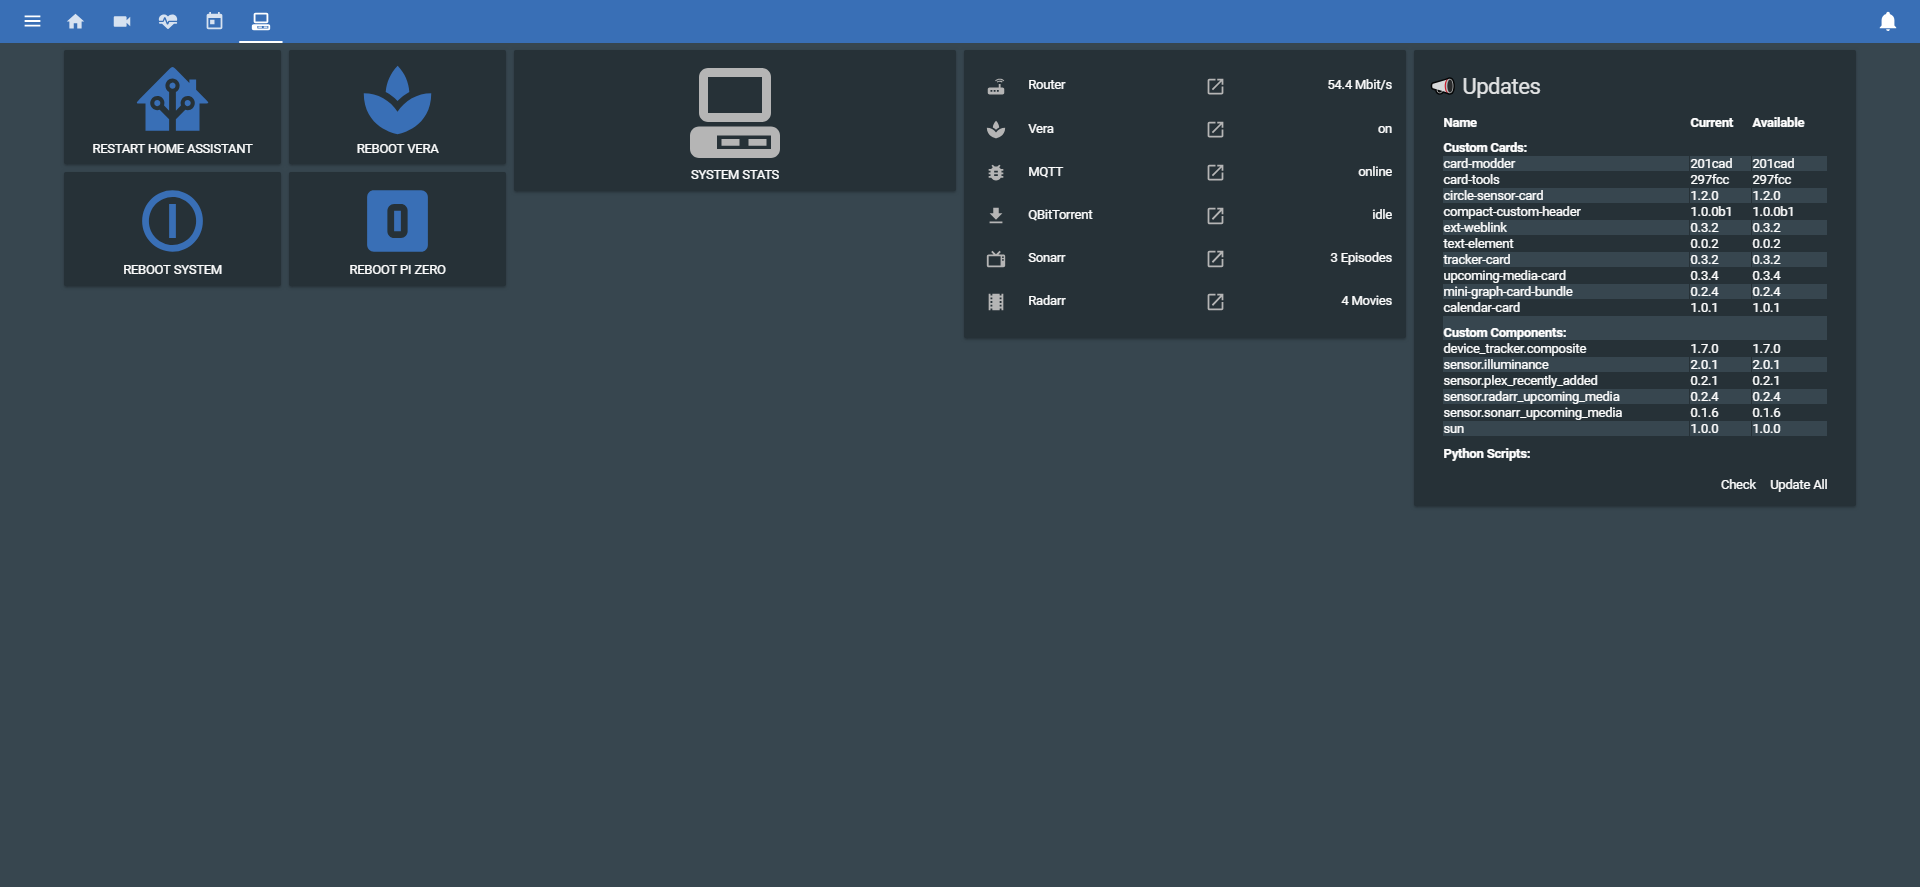 RESTART HOME ASSISTANT
REBOOT VERA
REBOOT SYSTEM
REBOOT PI ZERO
SYSTEM STATS
Router 54.4 Mbit/s
Vera on
MQTT online
QBitTorrent idle
Sonarr 3 Episodes
Radarr 4 Movies
Updates
Name Current Available
Custom Cards:
card-modder 201cad 201cad
card-tools 297fcc 297fcc
circle-sensor-card 1.2.0 1.2.0
compact-custom-header 1.0.0b1 1.0.0b1
ext-weblink 0.3.2 0.3.2
text-element 0.0.2 0.0.2
tracker-card 0.3.2 0.3.2
upcoming-media-card 0.3.4 0.3.4
mini-graph-card-bundle 0.2.4 0.2.4
calendar-card 1.0.1 1.0.1
Custom Components:
device_tracker.composite 1.7.0 1.7.0
sensor.illuminance 2.0.1 2.0.1
sensor.plex_recently_added 0.2.1 0.2.1
sensor.radarr_upcoming_media 0.2.4 0.2.4
sensor.sonarr_upcoming_media 0.1.6 0.1.6
sun 1.0.0 1.0.0
Python Scripts:
Check Update All